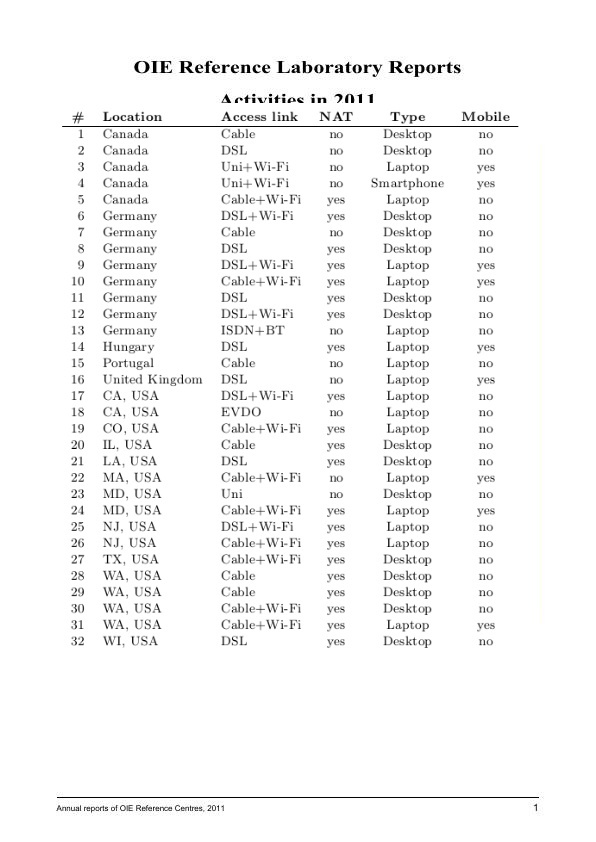 OIE Reference Laboratory Reports
Activities in 2011
# Location Access link NAT Type Mobile
1 Canada Cable no Desktop no
2 Canada DSL no Desktop no
3 Canada Uni+Wi-Fi no Laptop yes
4 Canada Uni+Wi-Fi no Smartphone yes
5 Canada Cable+Wi-Fi yes Laptop no
6 Germany DSL+Wi-Fi yes Desktop no
7 Germany Cable no Desktop no
8 Germany DSL yes Desktop no
9 Germany DSL+Wi-Fi yes Laptop yes
10 Germany Cable+Wi-Fi yes Laptop yes
11 Germany DSL yes Desktop no
12 Germany DSL+Wi-Fi yes Desktop no
13 Germany ISDN+BT no Laptop no
14 Hungary DSL yes Laptop yes
15 Portugal Cable no Laptop no
16 United Kingdom DSL no Laptop yes
17 CA, USA DSL+Wi-Fi yes Laptop no
18 CA, USA EVDO no Laptop no
19 CO, USA Cable+Wi-Fi yes Laptop no
20 IL, USA Cable yes Desktop no
21 LA, USA DSL yes Desktop no
22 MA, USA Cable+Wi-Fi no Laptop yes
23 MD, USA Uni no Desktop no
24 MD, USA Cable+Wi-Fi yes Laptop yes
25 NJ, USA DSL+Wi-Fi yes Laptop no
26 NJ, USA Cable+Wi-Fi yes Laptop no
27 TX, USA Cable+Wi-Fi yes Desktop no
28 WA, USA Cable yes Desktop no
29 WA, USA Cable yes Desktop no
30 WA, USA Cable+Wi-Fi yes Desktop no
31 WA, USA Cable+Wi-Fi yes Laptop yes
32 WI, USA DSL yes Desktop no
Annual reports of OIE Reference Centres, 2011 1